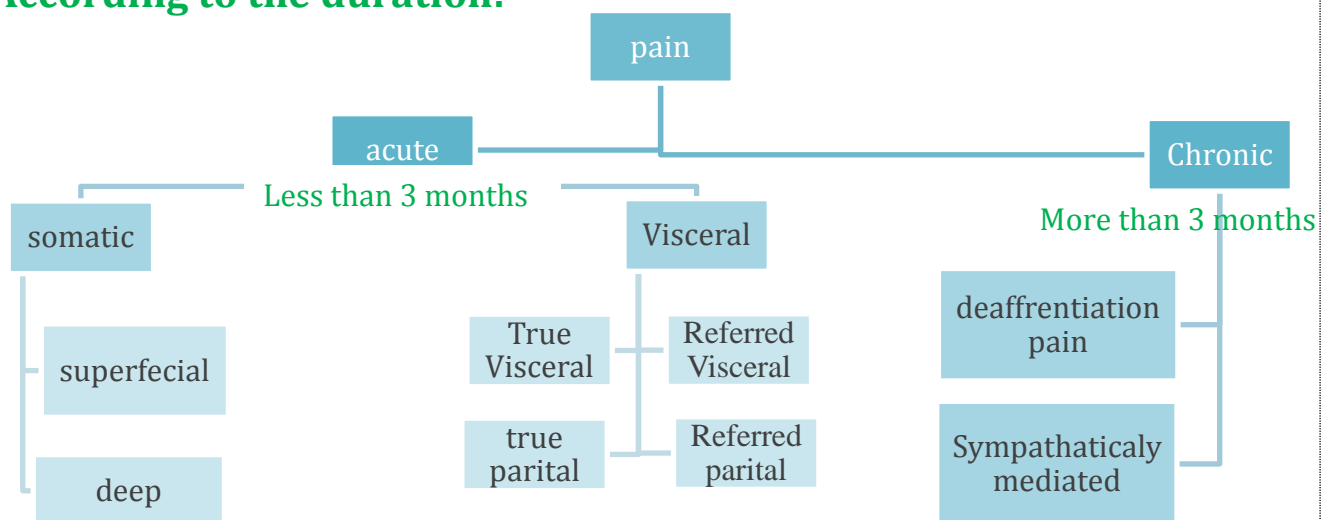 According to the duration:
pain
acute
Chronic
Less than 3 months
More than 3 months
somatic
Visceral
superfecial
deep
True
Visceral
Referred
Visceral
true
parital
Referred
parital
deaffrentiation
pain
Sympathaticaly
mediated